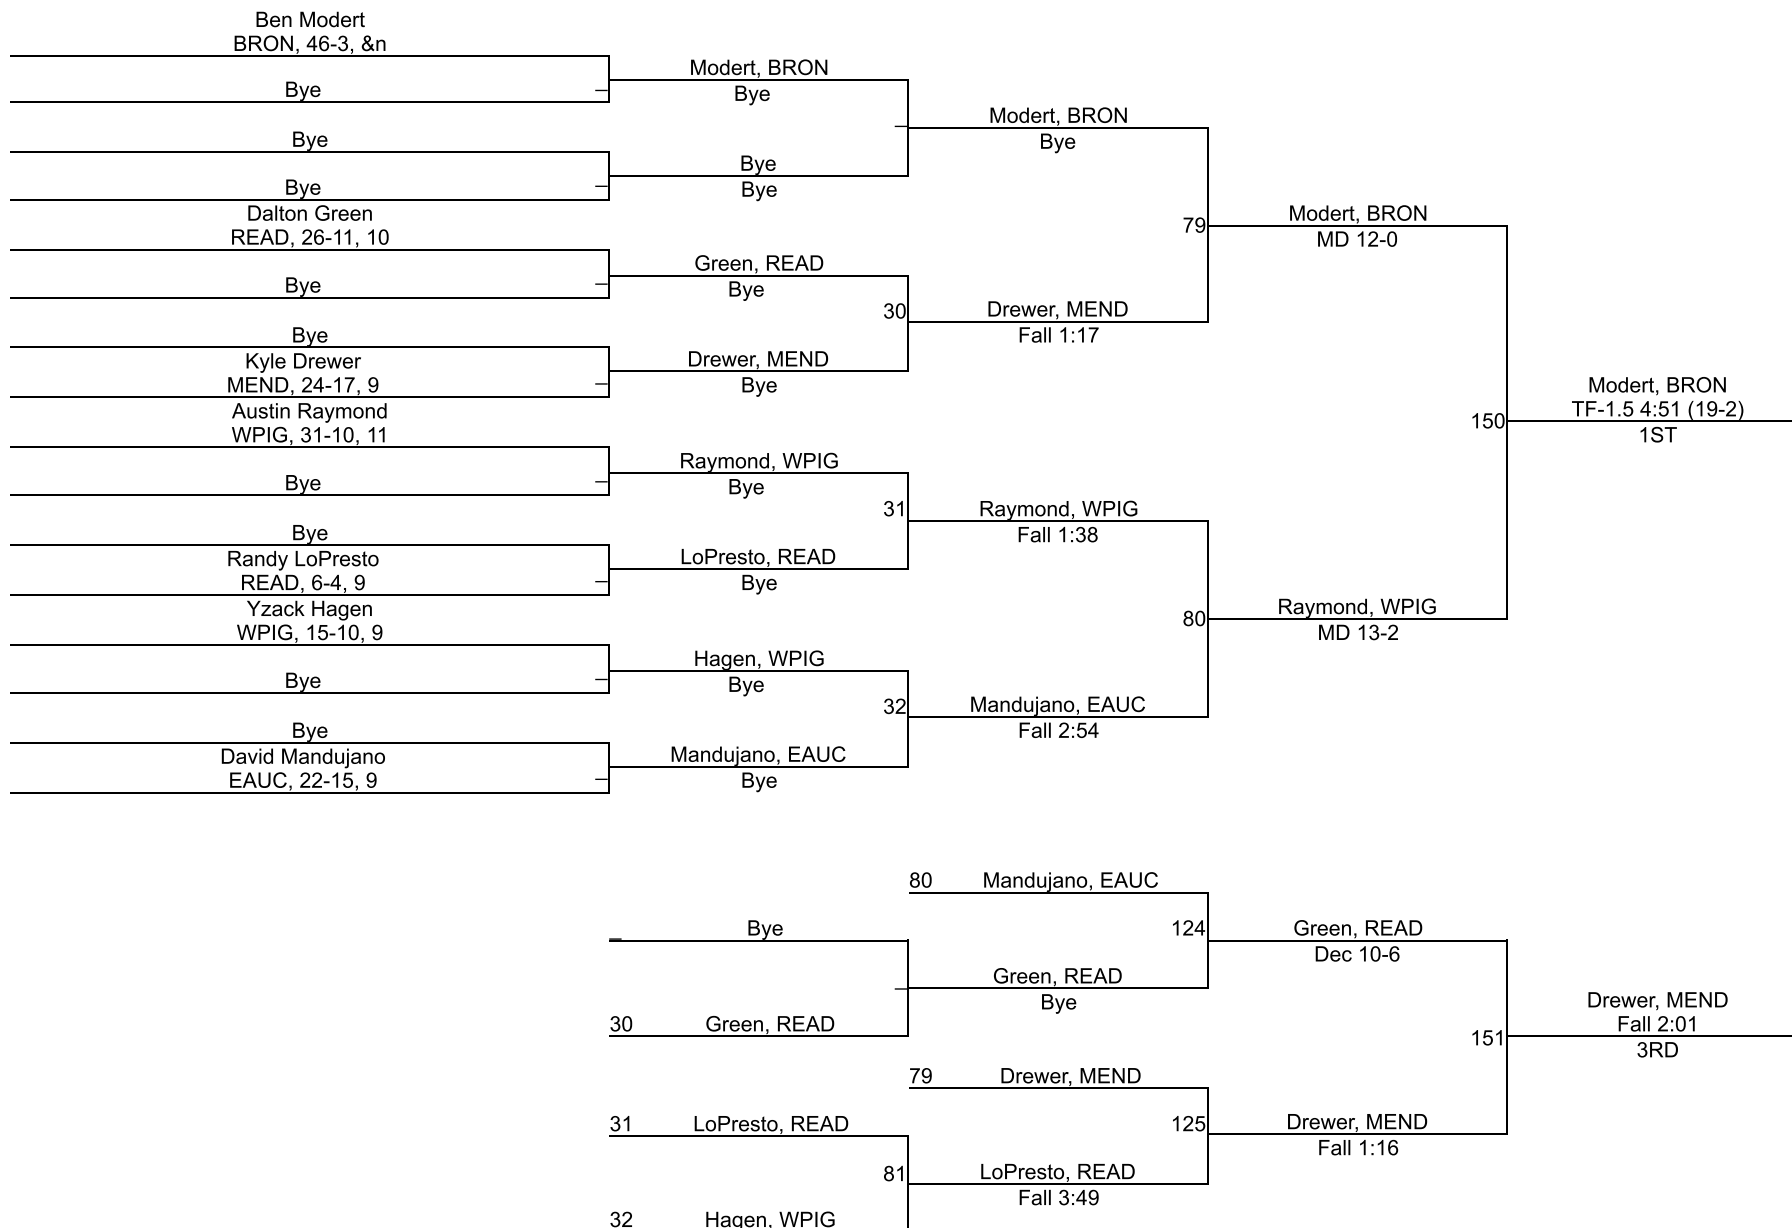 Ben Modert
BRON, 46-3, &n
Bye
Bye
Bye
Dalton Green
READ, 26-11, 10
Bye
Bye
Kyle Drewer
MEND, 24-17, 9
Austin Raymond
WPIG, 31-10, 11
Bye
Bye
Randy LoPresto
READ, 6-4, 9
Yzack Hagen
WPIG, 15-10, 9
Bye
Bye
David Mandujano
EAUC, 22-15, 9
Modert, BRON
Bye
Bye
Bye
Green, READ
Bye
Drewer, MEND
Bye
Raymond, WPIG
Bye
LoPresto, READ
Bye
Hagen, WPIG
Bye
Mandujano, EAUC
Bye
Modert, BRON
Bye
30
Drewer, MEND
Fall 1:17
31
Raymond, WPIG
Fall 1:38
32
Mandujano, EAUC
Fall 2:54
79
Modert, BRON
MD 12-0
80
Raymond, WPIG
MD 13-2
150
Modert, BRON
TF-1.5 4:51 (19-2)
1ST
80 Mandujano, EAUC
Bye
30 Green, READ
Green, READ
Bye
124
Green, READ
Dec 10-6
79 Drewer, MEND
31 LoPresto, READ
32 Hagen, WPIG
81
LoPresto, READ
Fall 3:49
125
Drewer, MEND
Fall 1:16
151
Drewer, MEND
Fall 2:01
3RD